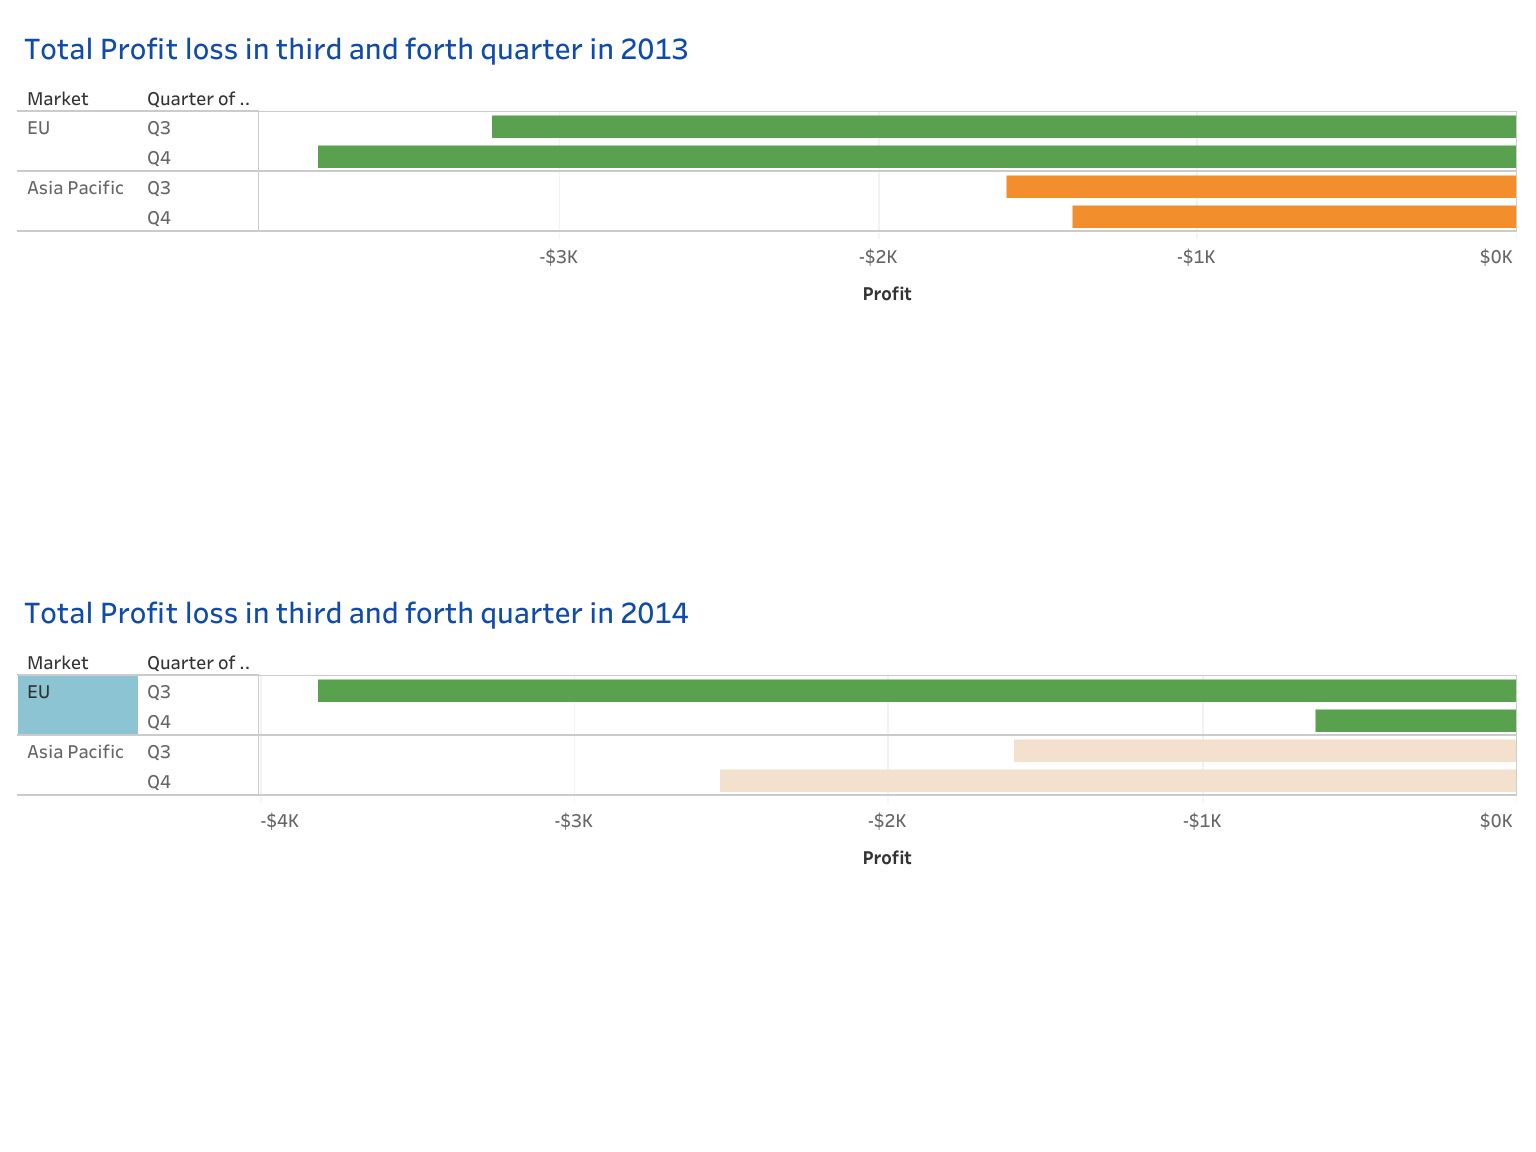 Total Profit loss in third and forth quarter in 2013
Market Quarter of ..
EU Q3
Q4
Asia Pacific Q3
Q4
-$3K -$2K -$1K $0K
Profit
Total Profit loss in third and forth quarter in 2014
Market Quarter of ..
EU Q3
Q4
Asia Pacific Q3
Q4
-$4K -$3K -$2K -$1K $0K
Profit